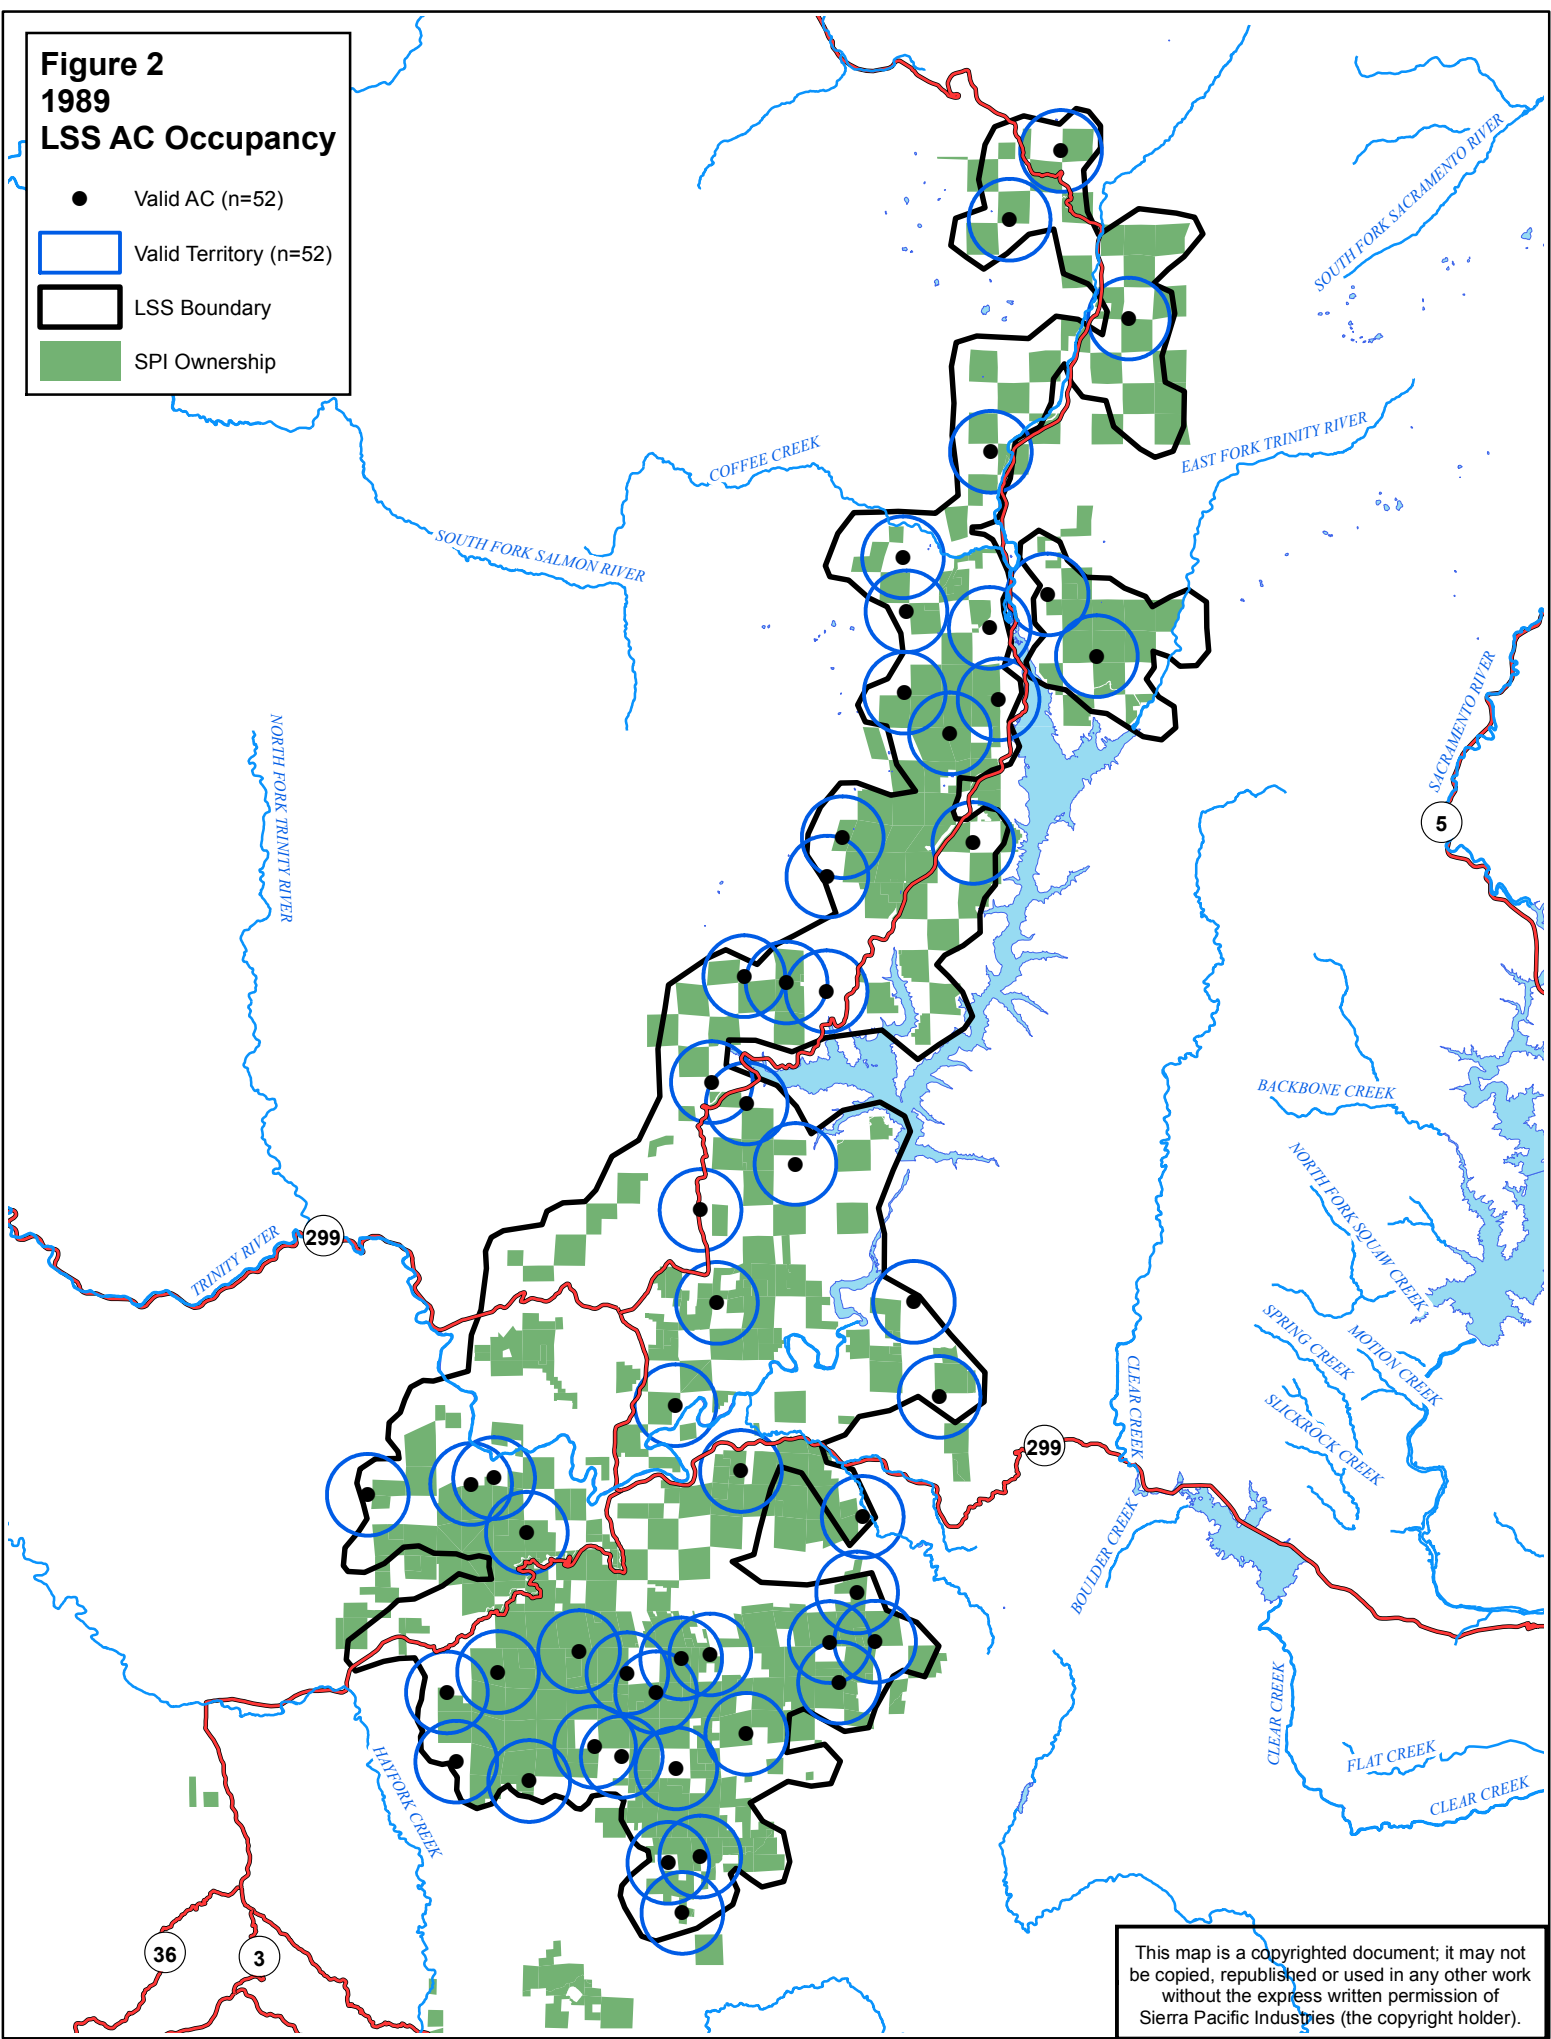 Figure 2
1989
LSS AC Occupancy
Valid AC (n=52)
Valid Territory (n=52)
LSS Boundary
SPI Ownership
SOUTH FORK SACRAMENTO RIVER
COFFEE CREEK
EAST FORK TRINITY RIVER
SOUTH FORK SALMON RIVER
NORTH FORK TRINITY RIVER
SACRAMENTO RIVER
5
BACKBONE CREEK
NORTH FORK SQUAW CREEK
TRINITY RIVER
299
SPRING CREEK
MOTION CREEK
CLEAR CREEK
SLICKROCK CREEK
299
BOULDER CREEK
CLEAR CREEK
HAYFORK CREEK
FLAT CREEK
CLEAR CREEK
36
3
This map is a copyrighted document; it may not
be copied, republished or used in any other work
without the express written permission of
Sierra Pacific Industries (the copyright holder).